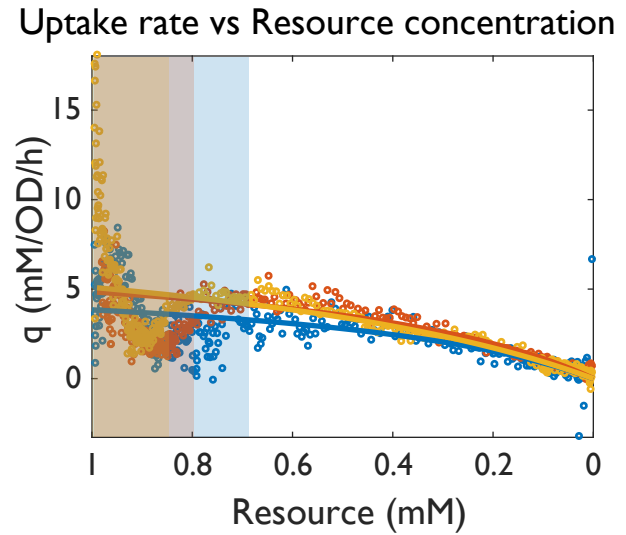 Uptake rate vs Resource concentration
q (mM/OD/h)
15
10
5
0
1 0.8 0.6 0.4 0.2 0
Resource (mM)